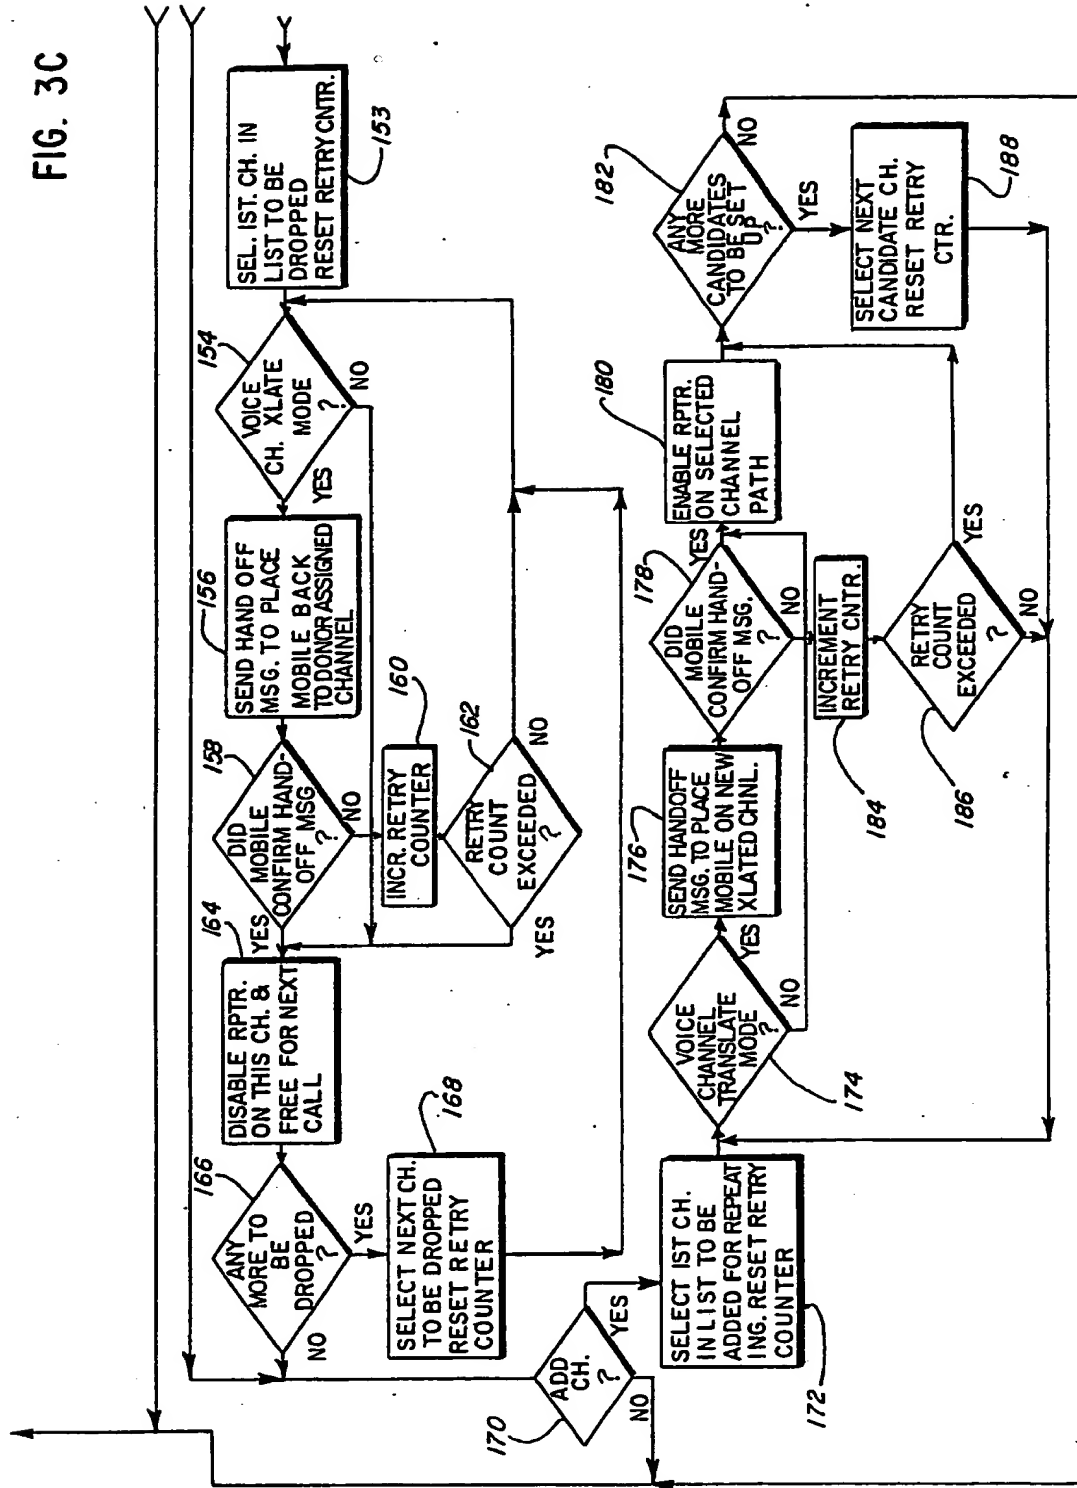 FIG. 3C
SEL. IST. CH. IN
LIST TO BE
DROPPED
RESET RETRY CNTR.
153
154
VOICE
CH. XLATE
MODE
?
NO
YES
156
SEND HAND OFF
MSG. TO PLACE
MOBILE BACK
TO DONOR ASSIGNED
CHANNEL
158
DID
MOBILE
CONFIRM HAND-
OFF MSG
?
NO
YES
160
INCR. RETRY
COUNTER
162
RETRY
COUNT
EXCEEDED
?
NO
YES
164
DISABLE RPTR.
ON THIS CH. &
FREE FOR NEXT
CALL
166
ANY
MORE TO
BE
DROPPED
?
YES
NO
168
SELECT NEXT CH.
TO BE DROPPED
RESET RETRY
COUNTER
170
ADD
CH.
?
YES
NO
172
SELECT IST CH.
IN LIST TO BE
ADDED FOR REPEAT
ING. RESET RETRY
COUNTER
174
VOICE
CHANNEL
TRANSLATE
MODE
?
YES
NO
176
SEND HANDOFF
MSG. TO PLACE
MOBILE ON NEW
XLATED CHNL.
178
DID
MOBILE
CONFIRM HAND-
OFF MSG.
?
YES
NO
180
ENABLE RPTR.
ON SELECTED
CHANNEL
PATH
182
ANY
MORE
CANDIDATES
TO BE SET
UP
?
NO
YES
184
INCREMENT
RETRY CNTR.
186
RETRY
COUNT
EXCEEDED
?
YES
NO
188
SELECT NEXT
CANDIDATE CH.
RESET RETRY
CTR.